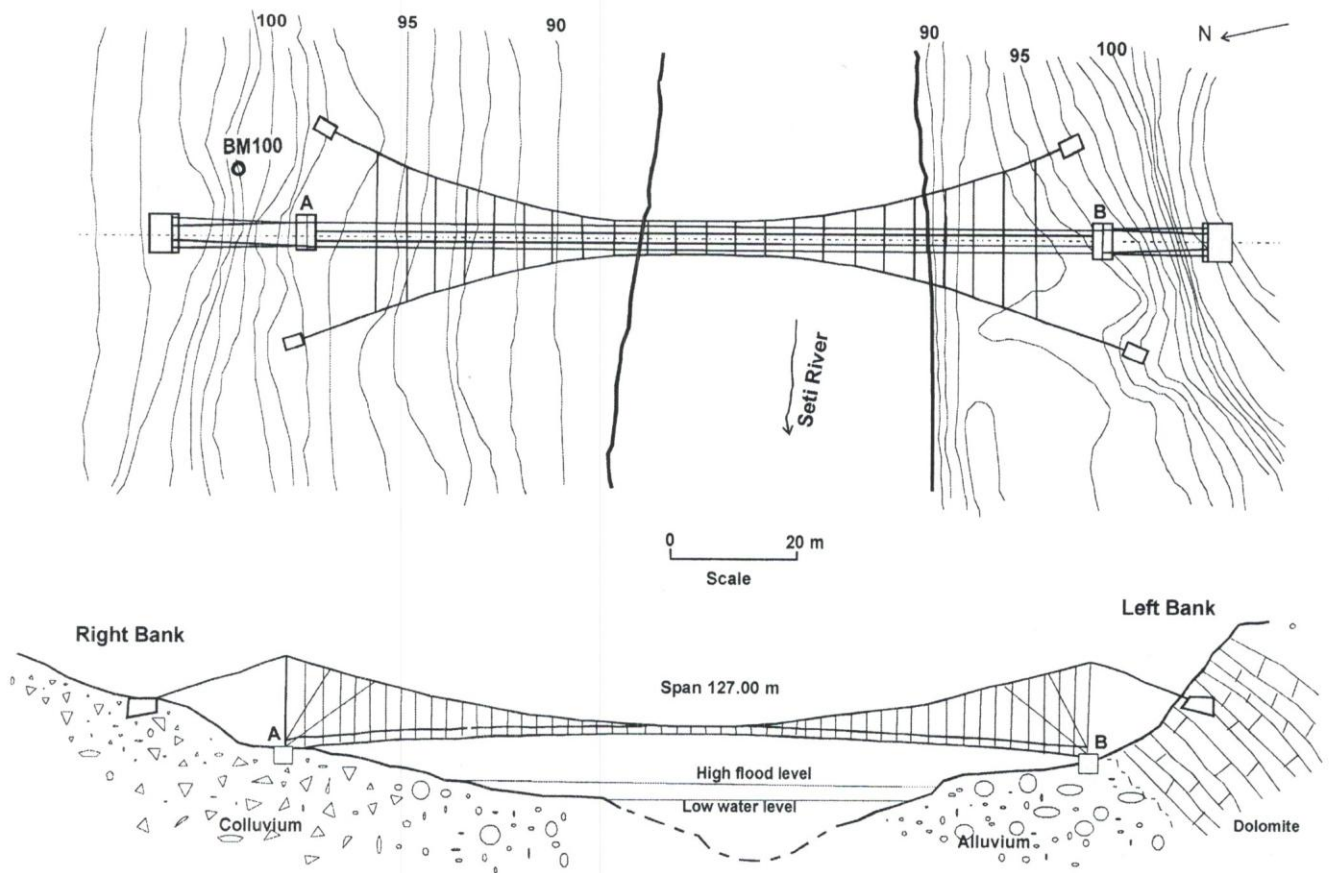 100
95
90
90
95
100
N
BM100
A
B
Seti River
0 20 m
Scale
Right Bank
Left Bank
Span 127.00 m
A
B
High flood level
Low water level
Colluvium
Alluvium
Dolomite